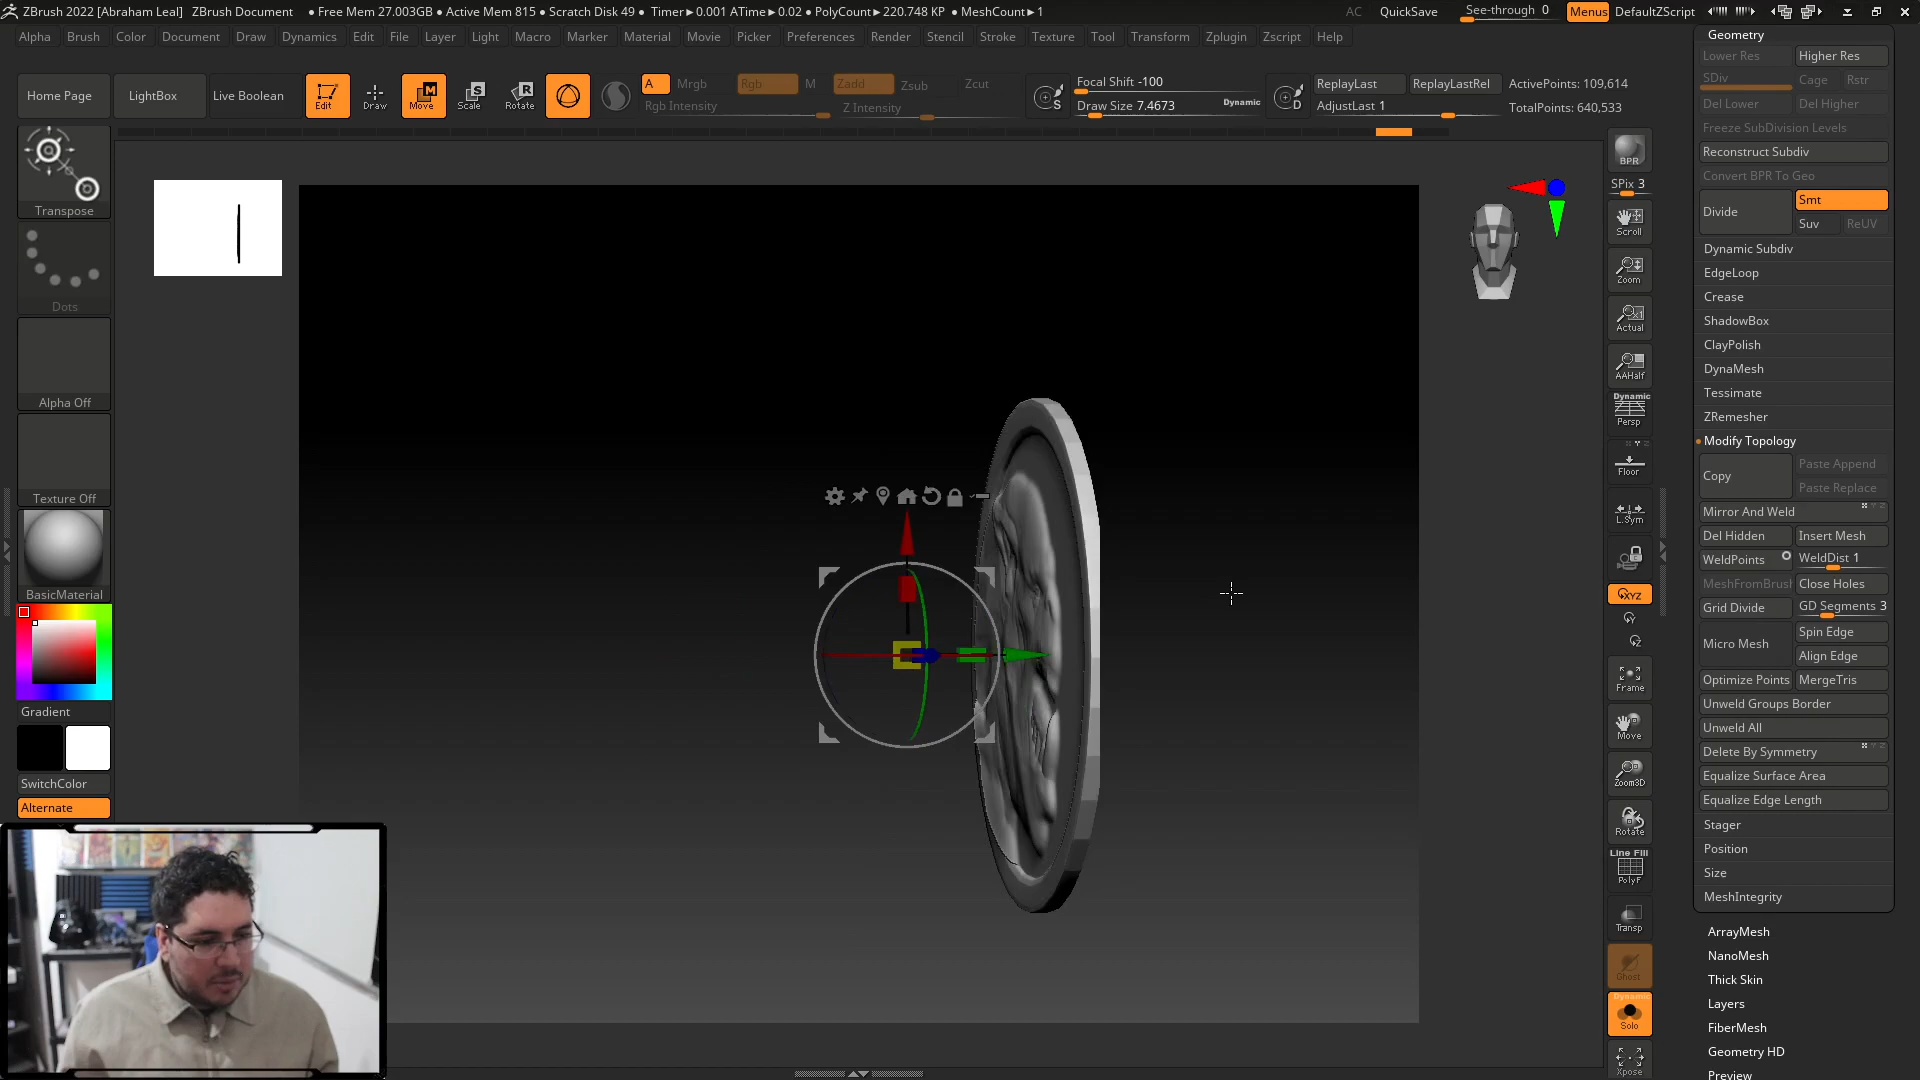 ZBrush 2022 [Abraham Leal] ZBrush Document • Free Mem 27.003GB • Active Mem 815 • Scratch Disk 49 • Timer►0.001 ATime►0.02 • PolyCount►220.748 KP • MeshCount►1 AC QuickSave See-through 0 Menus DefaultZScript
Alpha Brush Color Document Draw Dynamics Edit File Layer Light Macro Marker Material Movie Picker Preferences Render Stencil Stroke Texture Tool Transform Zplugin Zscript Help
Home Page LightBox Live Boolean Edit Draw Move Scale Rotate
A Mrgb Rgb M Zadd Zsub Zcut
Rgb Intensity Z Intensity
Focal Shift -100
Draw Size 7.4673 Dynamic
ReplayLast ReplayLastRel ActivePoints: 109,614
AdjustLast 1 TotalPoints: 640,533
Transpose
Dots
Alpha Off
Texture Off
BasicMaterial
Gradient
SwitchColor
Alternate
BPR
SPix 3
Scroll
Zoom
Actual
AAHalf
Dynamic
Persp
Floor
L.Sym
XYZ
Frame
Move
Zoom3D
Rotate
Line Fill
PolyF
Transp
Ghost
Dynamic
Solo
Xpose
Geometry
Lower Res Higher Res
SDiv Cage Rstr
Del Lower Del Higher
Freeze SubDivision Levels
Reconstruct Subdiv
Convert BPR To Geo
Divide Smt
Suv ReUV
Dynamic Subdiv
EdgeLoop
Crease
ShadowBox
ClayPolish
DynaMesh
Tessimate
ZRemesher
Modify Topology
Copy Paste Append
Paste Replace
Mirror And Weld
Del Hidden Insert Mesh
WeldPoints WeldDist 1
MeshFromBrush Close Holes
Grid Divide GD Segments 3
Micro Mesh Spin Edge
Align Edge
Optimize Points MergeTris
Unweld Groups Border
Unweld All
Delete By Symmetry
Equalize Surface Area
Equalize Edge Length
Stager
Position
Size
MeshIntegrity
ArrayMesh
NanoMesh
Thick Skin
Layers
FiberMesh
Geometry HD
Preview